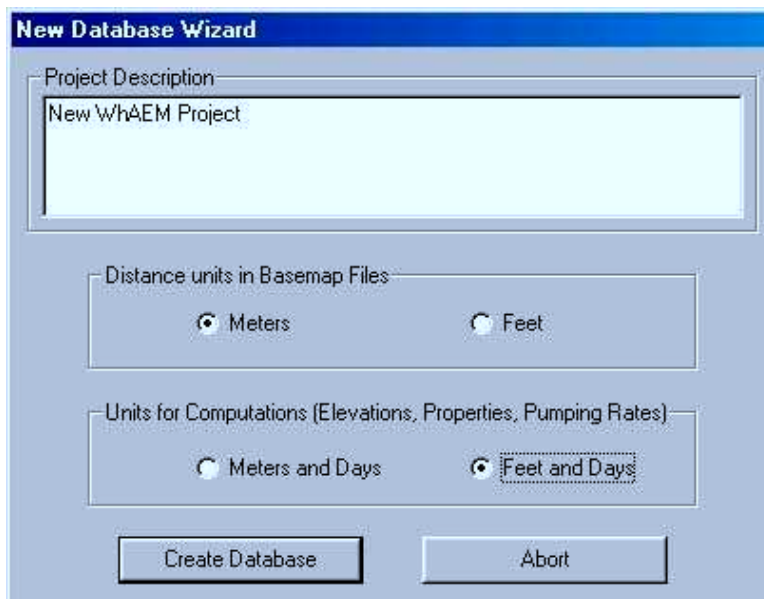 New Database Wizard
Project Description
New WhAEM Project
Distance units in Basemap Files
Meters Feet
Units for Computations (Elevations, Properties, Pumping Rates)
Meters and Days Feet and Days
Create Database Abort